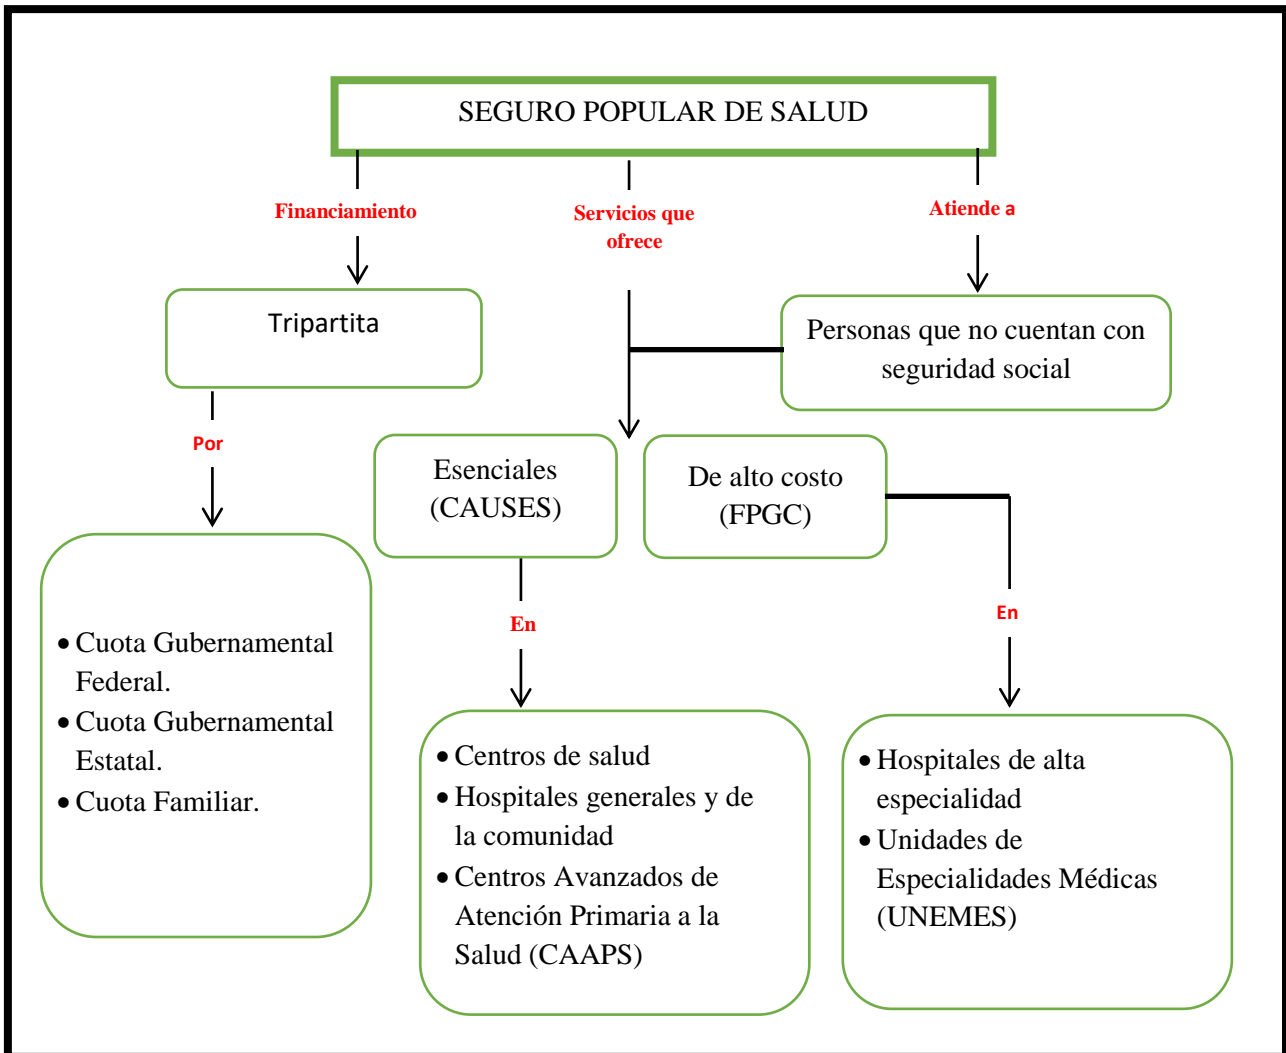 SEGURO POPULAR DE SALUD
Financiamiento
Servicios que
ofrece
Atiende a
Tripartita
Personas que no cuentan con
seguridad social
Por
Esenciales
(CAUSES)
De alto costo
(FPGC)
En
En
• Cuota Gubernamental
Federal.
• Cuota Gubernamental
Estatal.
• Cuota Familiar.
• Centros de salud
• Hospitales generales y de
la comunidad
• Centros Avanzados de
Atención Primaria a la
Salud (CAAPS)
• Hospitales de alta
especialidad
• Unidades de
Especialidades Médicas
(UNEMES)